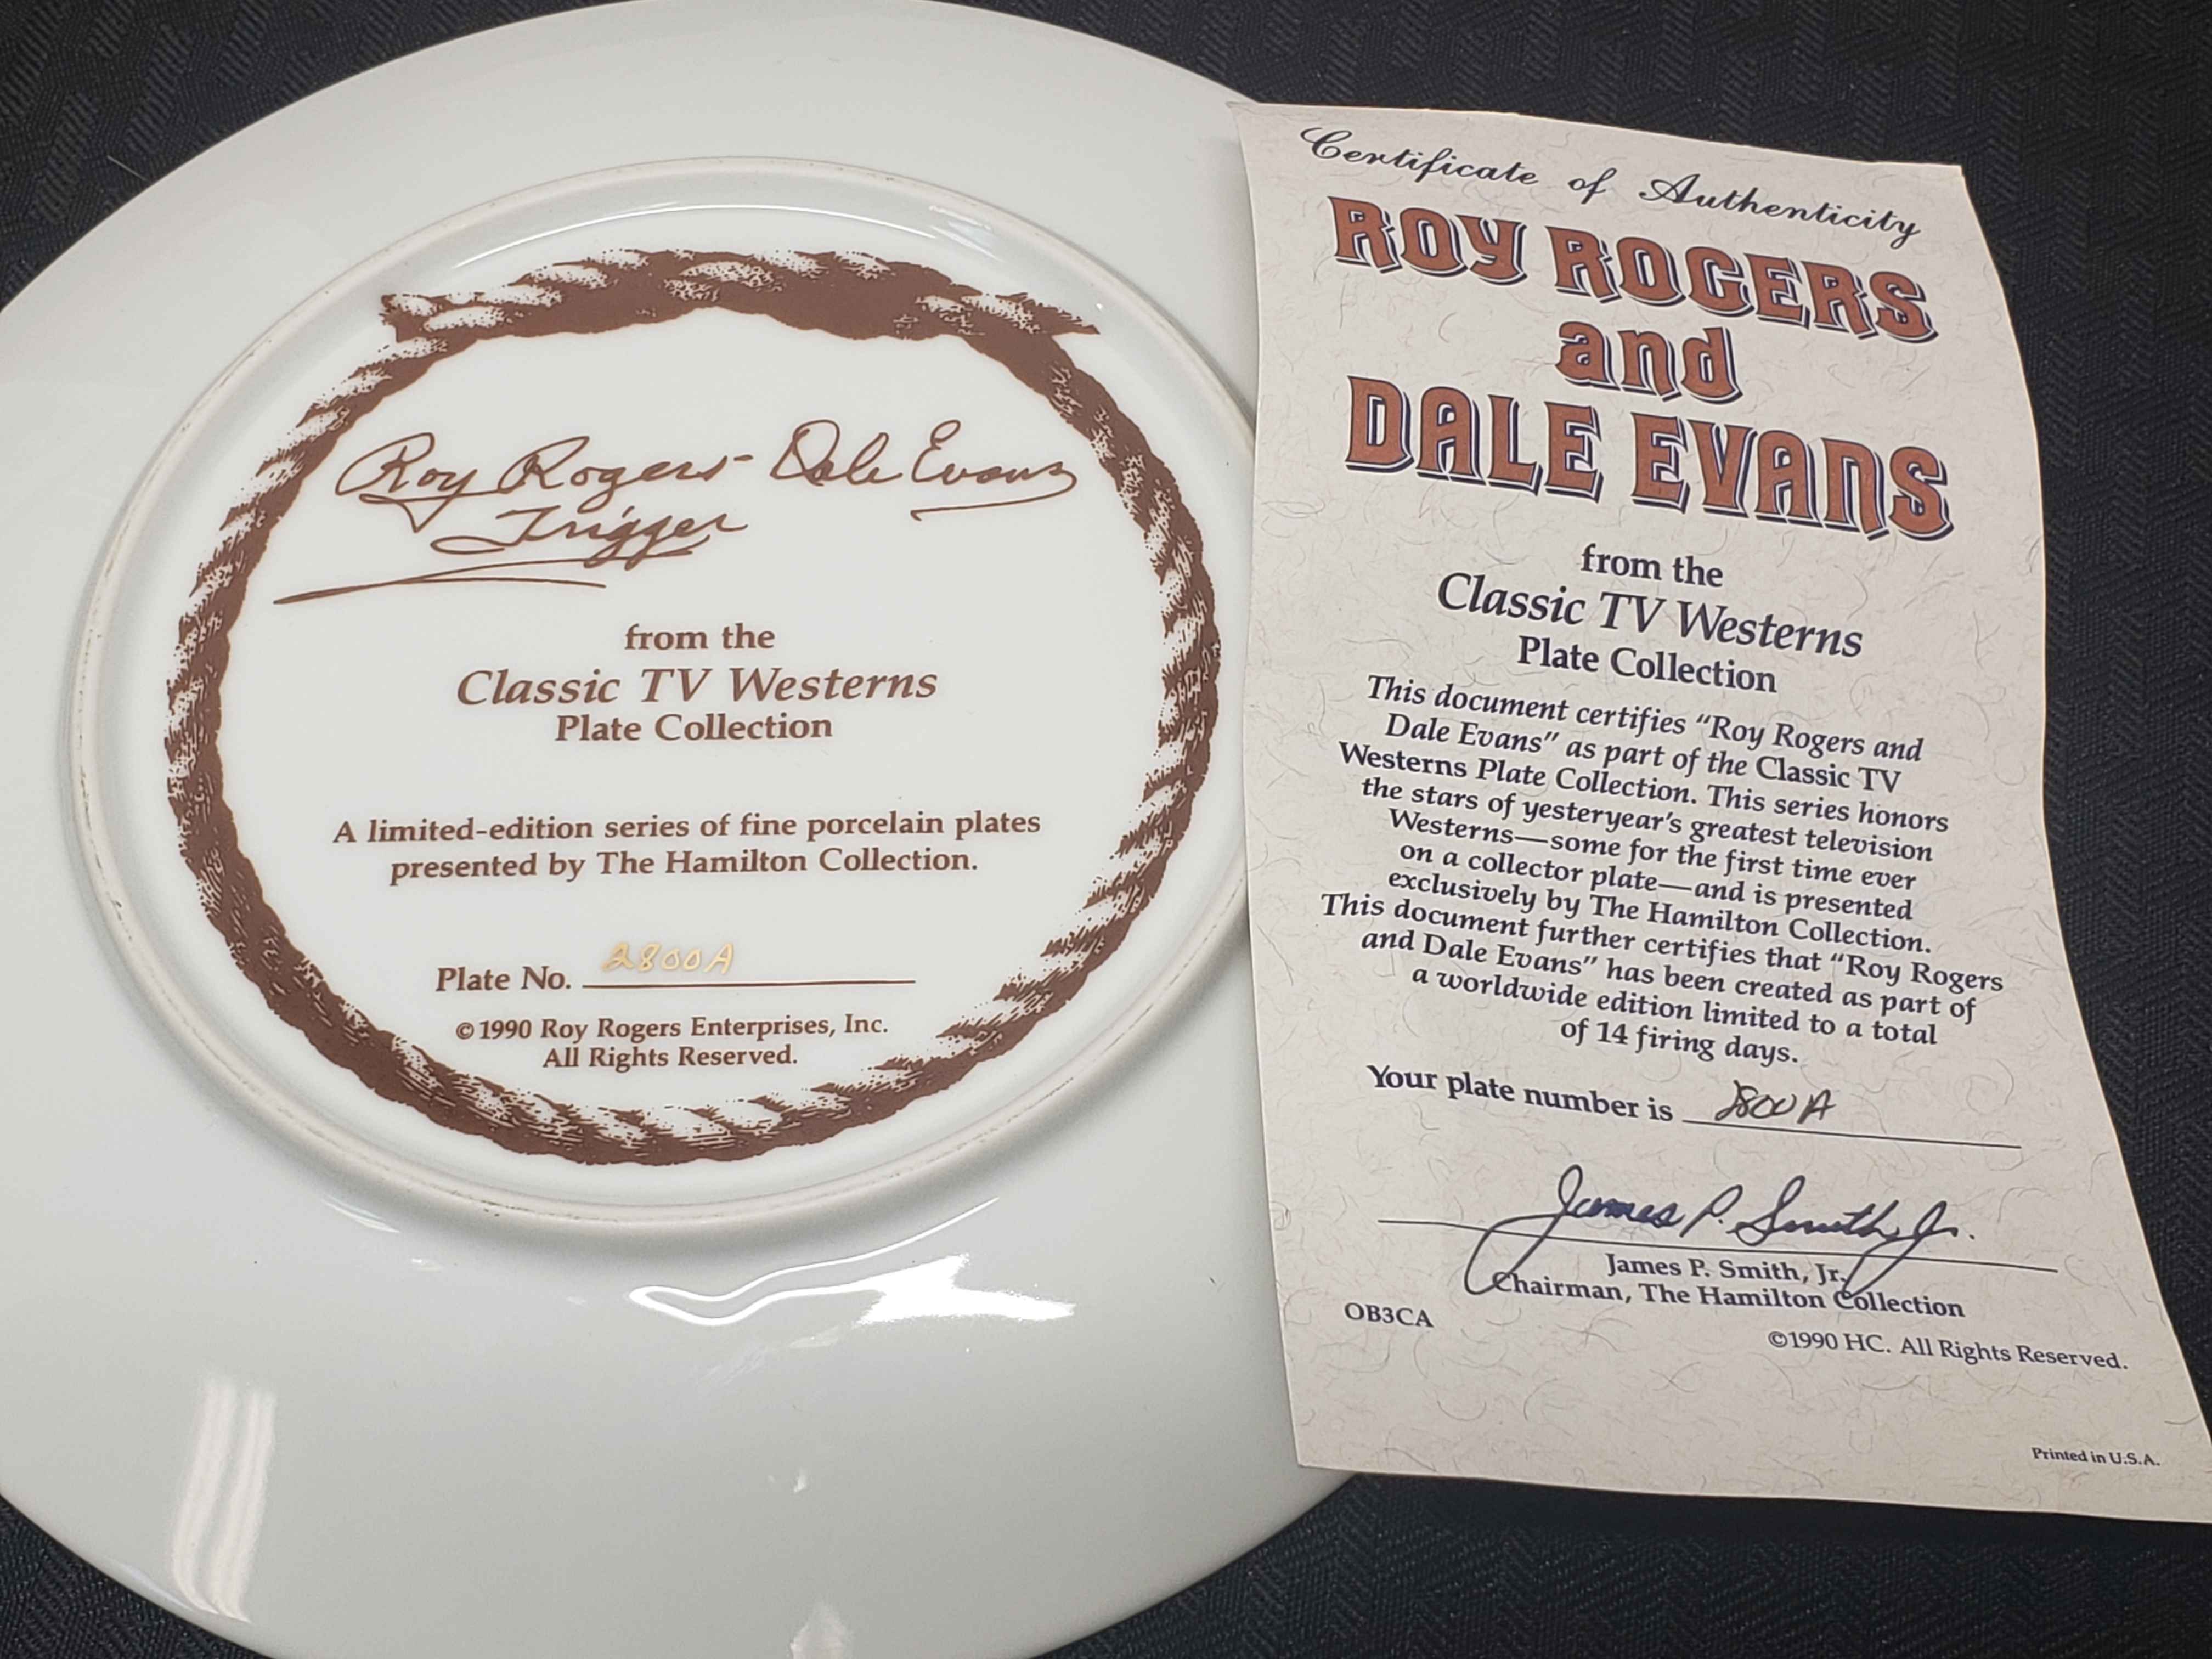 Roy Rogers - Dale Evans
Trigger
from the
Classic TV Westerns
Plate Collection
A limited-edition series of fine porcelain plates
presented by The Hamilton Collection.
Plate No. 2800A
©1990 Roy Rogers Enterprises, Inc.
All Rights Reserved.
Certificate of Authenticity
ROY ROGERS
and
DALE EVANS
from the
Classic TV Westerns
Plate Collection
This document certifies “Roy Rogers and
Dale Evans” as part of the Classic TV
Westerns Plate Collection. This series honors
the stars of yesteryear’s greatest television
Westerns—some for the first time ever
on a collector plate—and is presented
exclusively by The Hamilton Collection.
This document further certifies that “Roy Rogers
and Dale Evans” has been created as part of
a worldwide edition limited to a total
of 14 firing days.
Your plate number is 2800A
James P. Smith, Jr.
James P. Smith, Jr.
Chairman, The Hamilton Collection
OB3CA
©1990 HC. All Rights Reserved.
Printed in U.S.A.